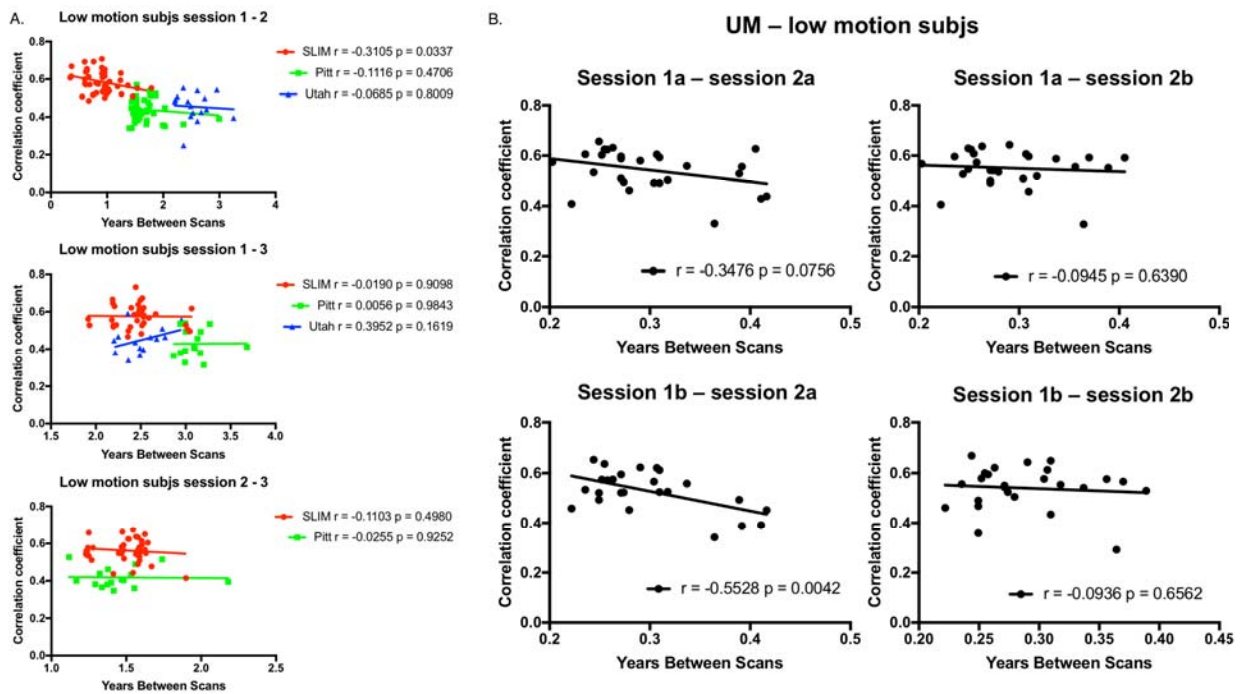 A.
Low motion subjs session 1 - 2
0.8
0.6
0.4
0.2
0.0
0
1
2
3
4
Correlation coefficient
Years Between Scans
SLIM r = -0.3105 p = 0.0337
Pitt r = -0.1116 p = 0.4706
Utah r = -0.0685 p = 0.8009
Low motion subjs session 1 - 3
0.8
0.6
0.4
0.2
0.0
1.5
2.0
2.5
3.0
3.5
4.0
Correlation coefficient
Years Between Scans
SLIM r = -0.0190 p = 0.9098
Pitt r = 0.0056 p = 0.9843
Utah r = 0.3952 p = 0.1619
Low motion subjs session 2 - 3
0.8
0.6
0.4
0.2
0.0
1.0
1.5
2.0
2.5
Correlation coefficient
Years Between Scans
SLIM r = -0.1103 p = 0.4980
Pitt r = -0.0255 p = 0.9252
B.
UM – low motion subjs
Session 1a – session 2a
0.8
0.6
0.4
0.2
0.0
0.2
0.3
0.4
0.5
Correlation coefficient
Years Between Scans
r = -0.3476 p = 0.0756
Session 1a – session 2b
0.8
0.6
0.4
0.2
0.0
0.2
0.3
0.4
0.5
Correlation coefficient
Years Between Scans
r = -0.0945 p = 0.6390
Session 1b – session 2a
0.8
0.6
0.4
0.2
0.0
0.2
0.3
0.4
0.5
Correlation coefficient
Years Between Scans
r = -0.5528 p = 0.0042
Session 1b – session 2b
0.8
0.6
0.4
0.2
0.0
0.20
0.25
0.30
0.35
0.40
0.45
Correlation coefficient
Years Between Scans
r = -0.0936 p = 0.6562